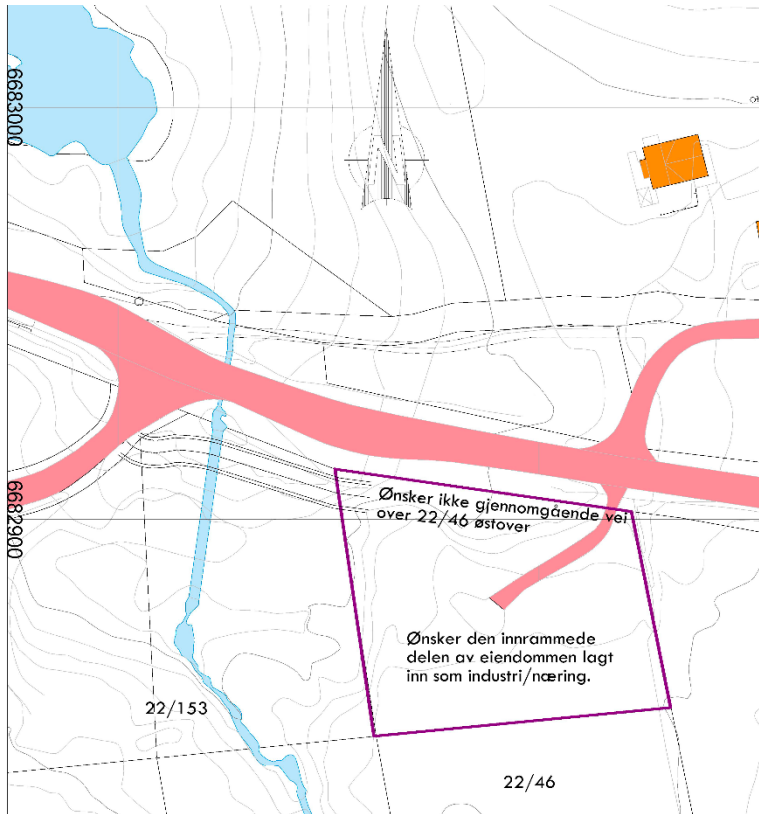 6683000
Ønsker ikke gjennomgående vei
over 22/46 østover
6682900
Ønsker den innrammede
delen av eiendommen lagt
inn som industri/næring.
22/153
22/46